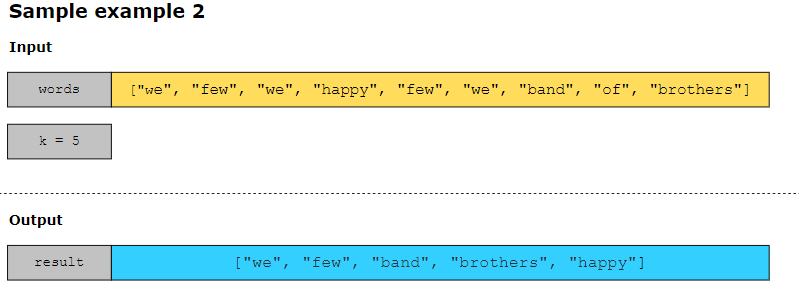 Sample example 2
Input
words ["we", "few", "we", "happy", "few", "we", "band", "of", "brothers"]
k = 5
Output
result ["we", "few", "band", "brothers", "happy"]